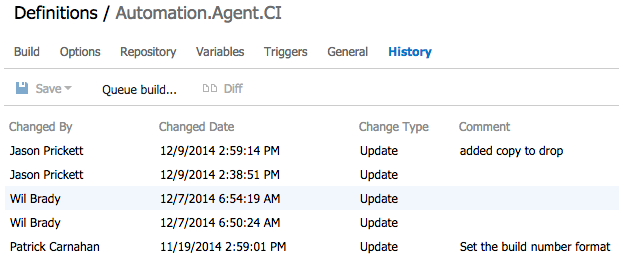 Definitions / Automation.Agent.CI
Build Options Repository Variables Triggers General History
Save Queue build... Diff
Changed By Changed Date Change Type Comment
Jason Prickett 12/9/2014 2:59:14 PM Update added copy to drop
Jason Prickett 12/9/2014 2:38:51 PM Update
Wil Brady 12/7/2014 6:54:19 AM Update
Wil Brady 12/7/2014 6:50:24 AM Update
Patrick Carnahan 11/19/2014 2:59:01 PM Update Set the build number format